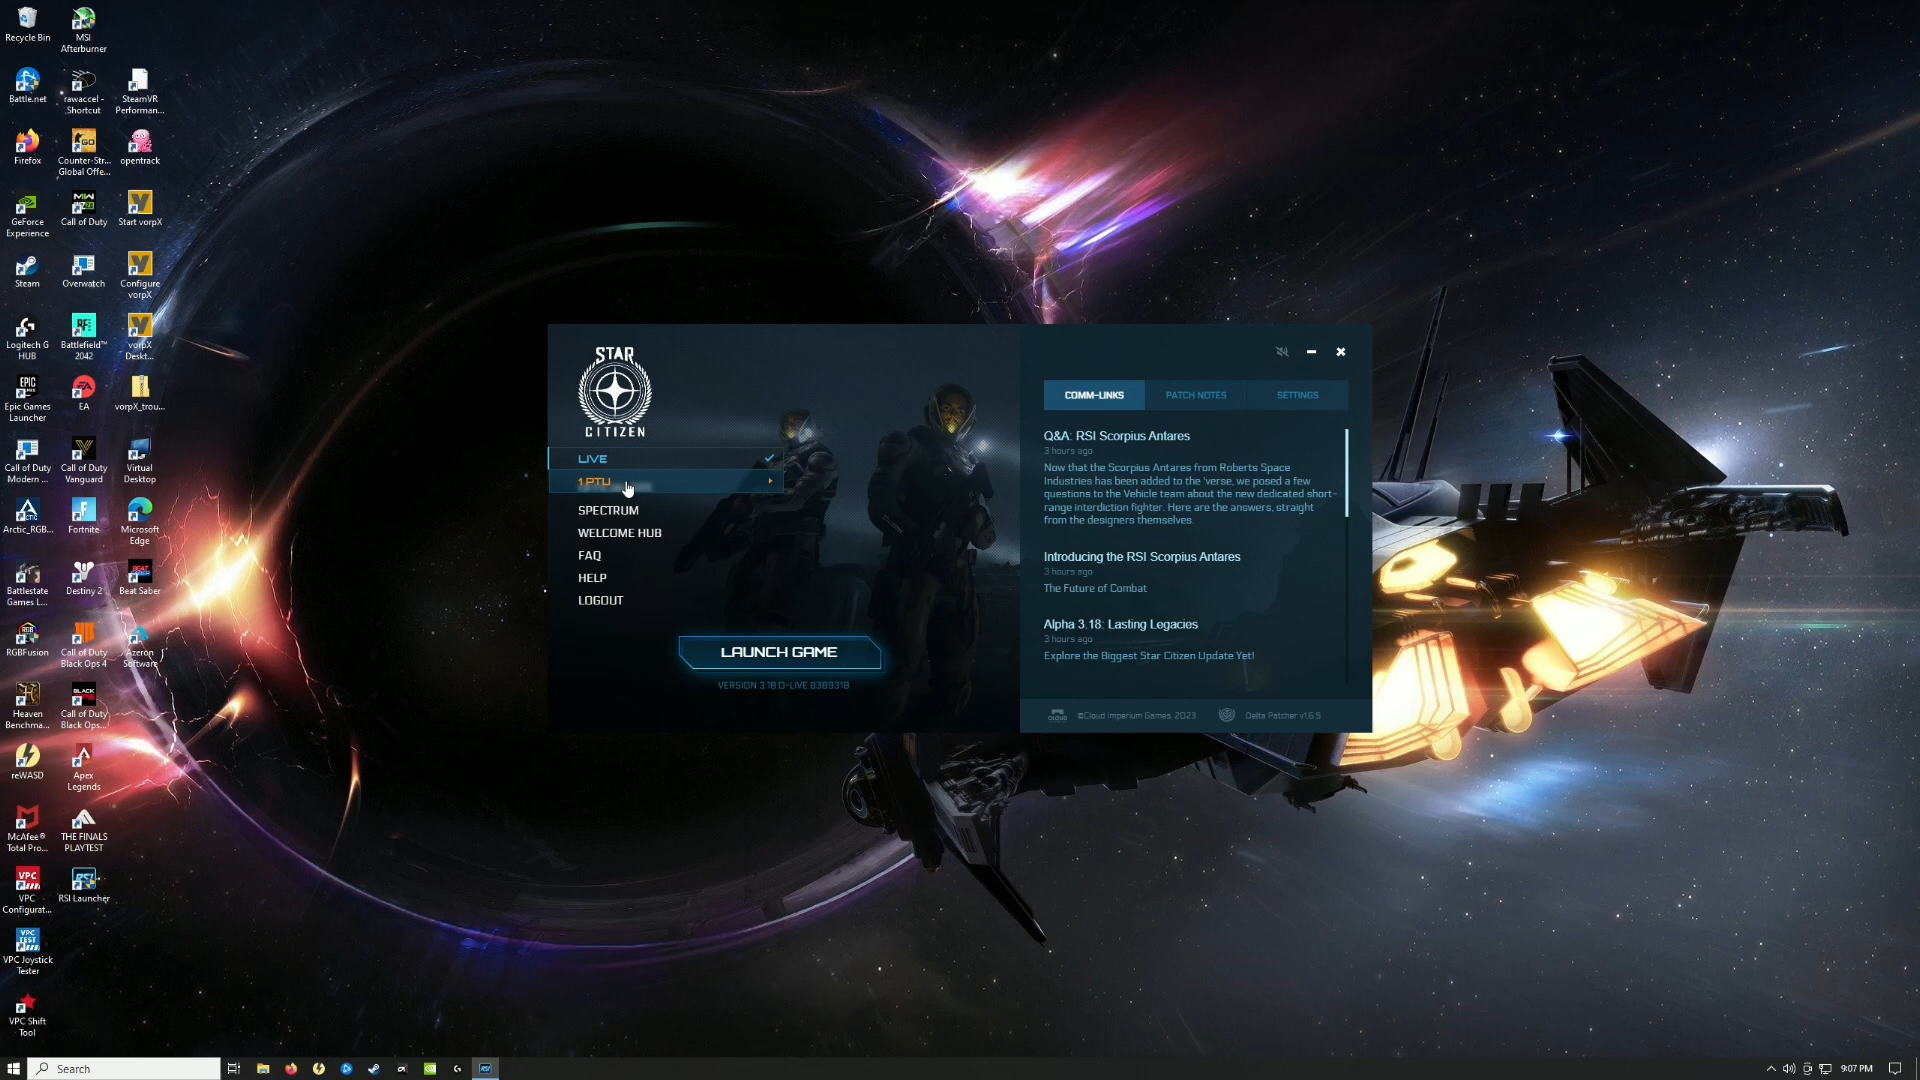 Recycle Bin
MSI
Afterburner
Battle.net
rawaccel -
Shortcut
SteamVR
Performan...
Firefox
Counter-Str...
Global Offe...
opentrack
GeForce
Experience
Call of Duty
Start vorpX
Steam
Overwatch
Configure
vorpX
Logitech G
HUB
Battlefield™
2042
vorpX
Deskt...
Epic Games
Launcher
EA
vorpX_trou...
Call of Duty
Modern ...
Call of Duty
Vanguard
Virtual
Desktop
Arctic_RGB...
Fortnite
Microsoft
Edge
Battlestate
Games L...
Destiny 2
Beat Saber
RGBFusion
Call of Duty
Black Ops 4
Azeron
Software
Heaven
Benchma...
Call of Duty
Black Ops...
reWASD
Apex
Legends
McAfee®
Total Pro...
THE FINALS
PLAYTEST
VPC
Configurat...
RSI Launcher
VPC Joystick
Tester
VPC Shift
Tool
STAR
CITIZEN
LIVE
1 PTU
SPECTRUM
WELCOME HUB
FAQ
HELP
LOGOUT
LAUNCH GAME
VERSION 3.18.0-LIVE.8389318
COMM-LINKS
PATCH NOTES
SETTINGS
Q&A: RSI Scorpius Antares
3 hours ago
Now that the Scorpius Antares from Roberts Space
Industries has been added to the 'verse, we posed a few
questions to the Vehicle team about the new dedicated short-
range interdiction fighter. Here are the answers, straight
from the designers themselves.
Introducing the RSI Scorpius Antares
3 hours ago
The Future of Combat
Alpha 3.18: Lasting Legacies
3 hours ago
Explore the Biggest Star Citizen Update Yet!
©Cloud Imperium Games, 2023
Delta Patcher v1.6.5
Search
9:07 PM